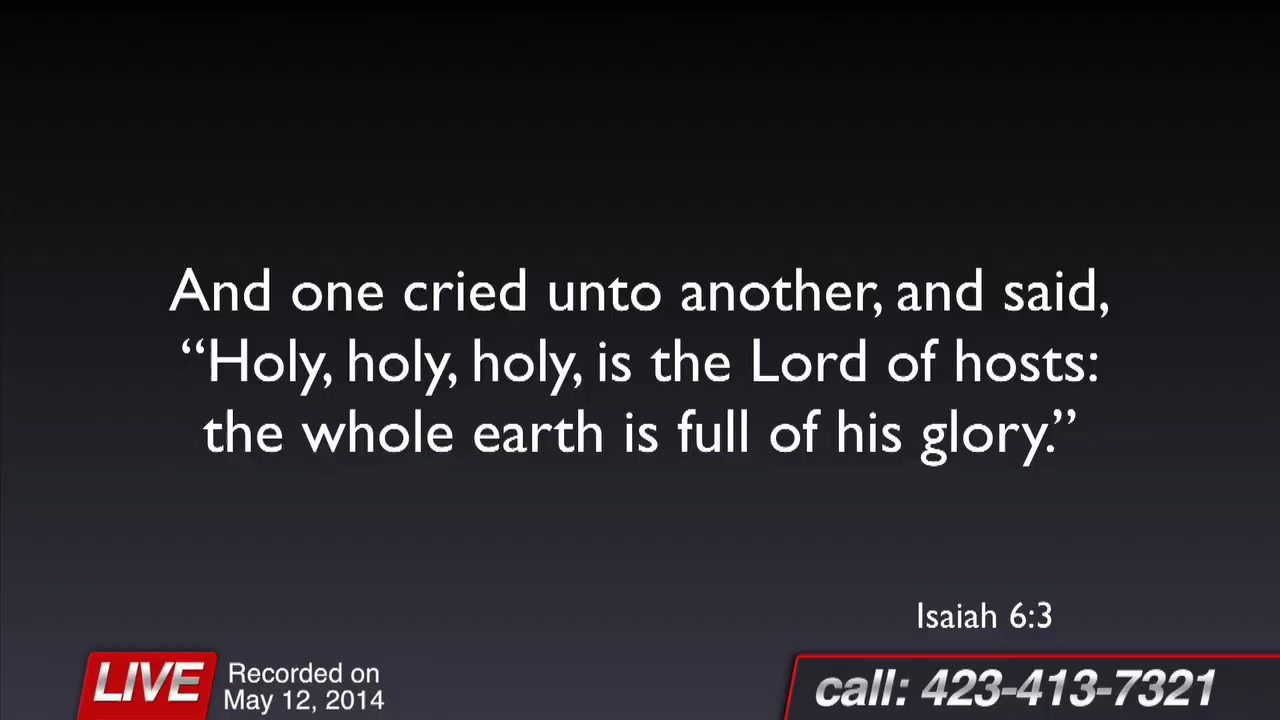 And one cried unto another, and said,
“Holy, holy, holy, is the Lord of hosts:
the whole earth is full of his glory.”
Isaiah 6:3
LIVE
Recorded on
May 12, 2014
call: 423-413-7321